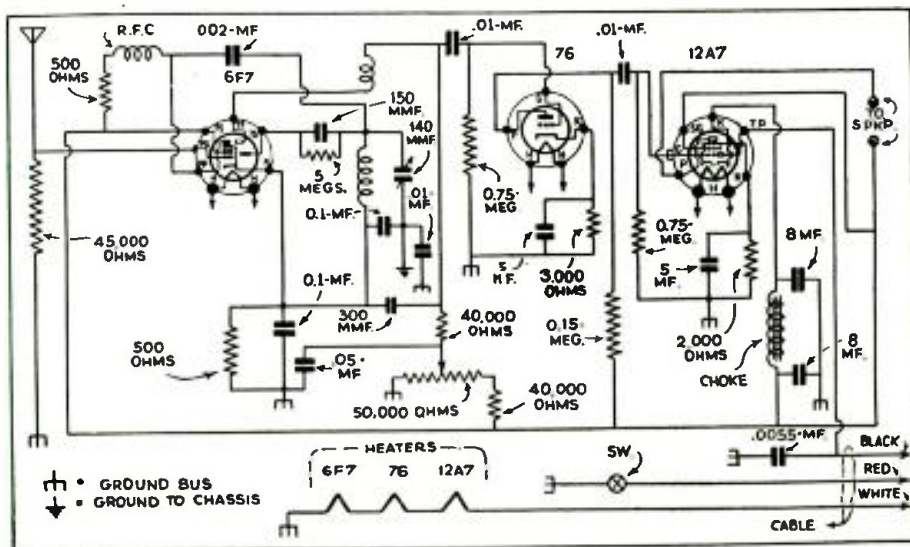 R.F.C
.002-MF
6F7
500
OHMS
.01-MF.
76
.01-MF.
12A7
TO
SPKR
TP
150
MMF
140
MMF
5
MEGS.
0.1-MF.
.01
MF.
45,000
OHMS
0.75-
MEG.
5
MF.
3,000
OHMS
0.75-
MEG.
5
MF.
8 MF.
0.1-MF.
300
MMF.
40,000
OHMS
0.15-
MEG.
2,000
OHMS
CHOKE
8
MF.
500
OHMS
.05-
MF
50,000 OHMS
40,000
OHMS
.0055-MF.
BLACK
HEATERS
6F7 76 12A7
SW.
RED
WHITE
= GROUND BUS
= GROUND TO CHASSIS
CABLE